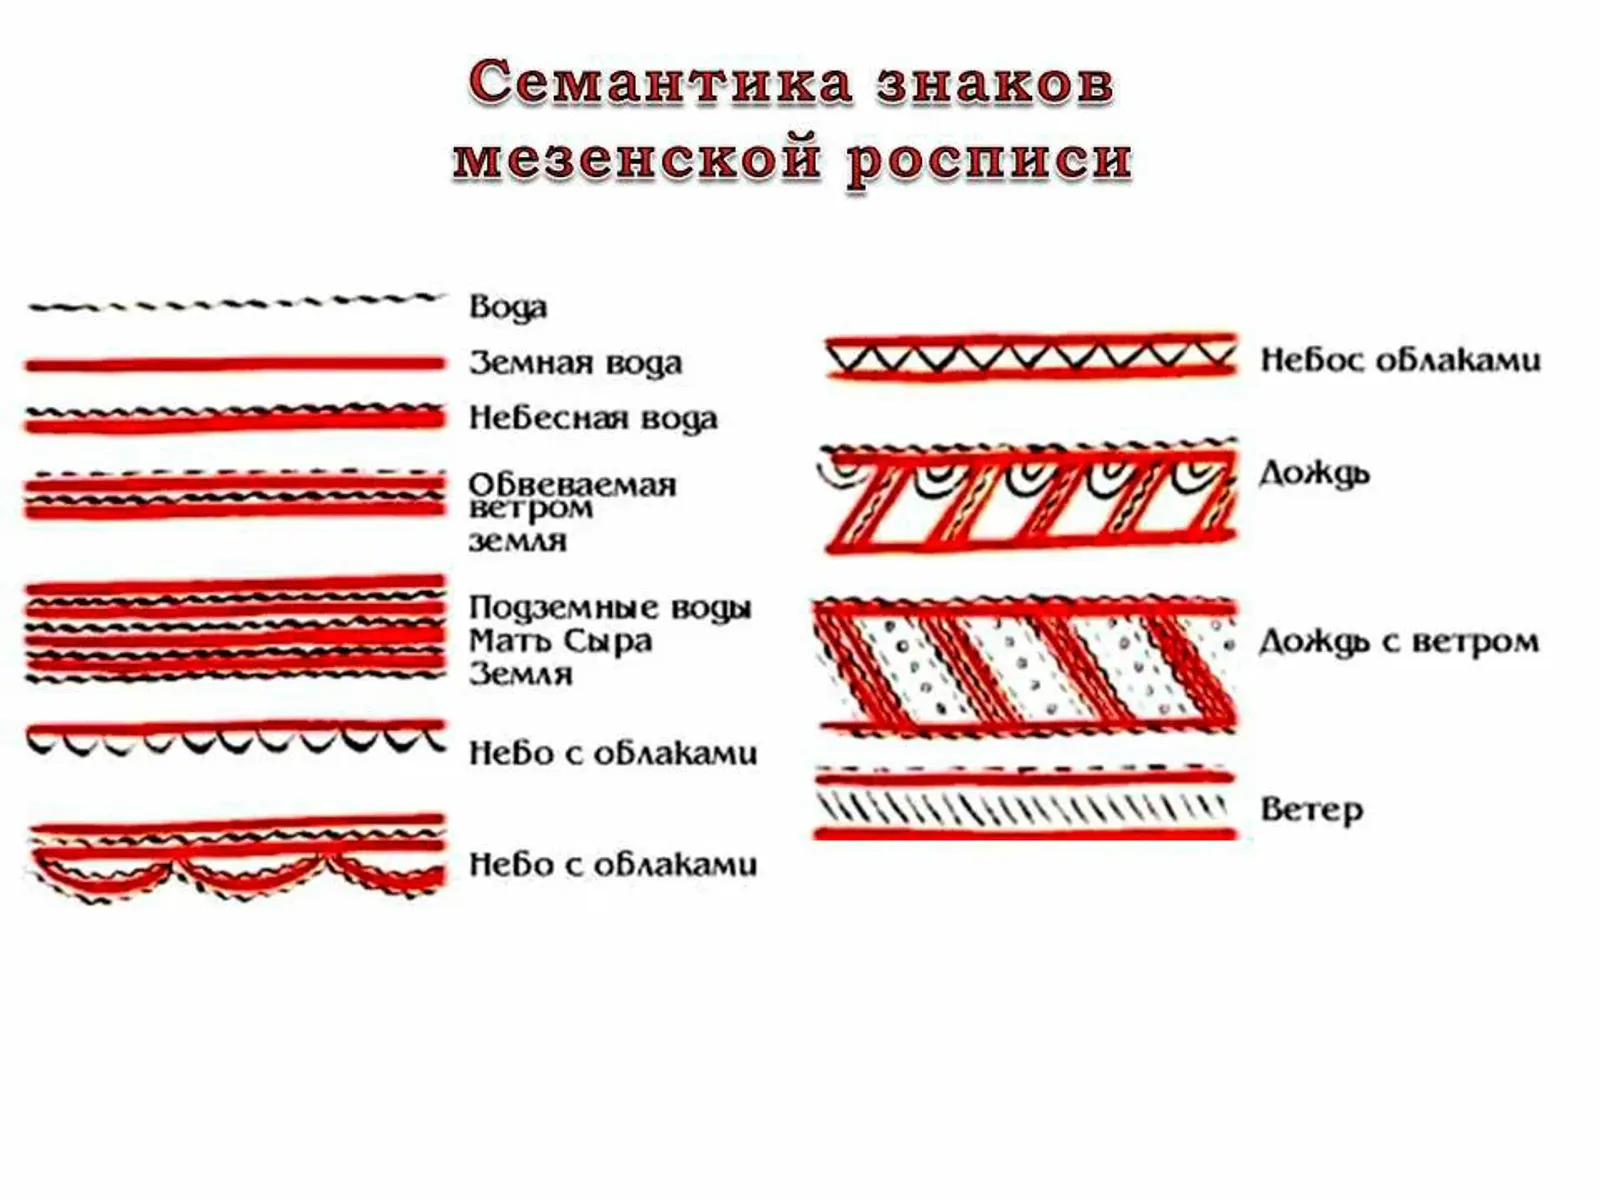 Семантика знаков
мезенской росписи
Вода
Земная вода
Небесная вода
Обвеваемая
ветром
земля
Подземные воды
Мать Сыра
Земля
Небо с облаками
Небо с облаками
Небос облаками
Дождь
Дождь с ветром
Ветер